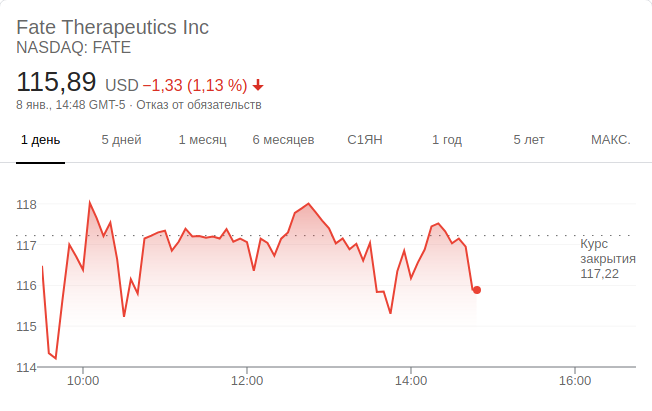 Fate Therapeutics Inc
NASDAQ: FATE
115,89 USD −1,33 (1,13 %)
8 янв., 14:48 GMT-5 · Отказ от обязательств
1 день 5 дней 1 месяц 6 месяцев С1ЯН 1 год 5 лет МАКС.
118
117
116
115
114
Курс
закрытия
117,22
10:00 12:00 14:00 16:00